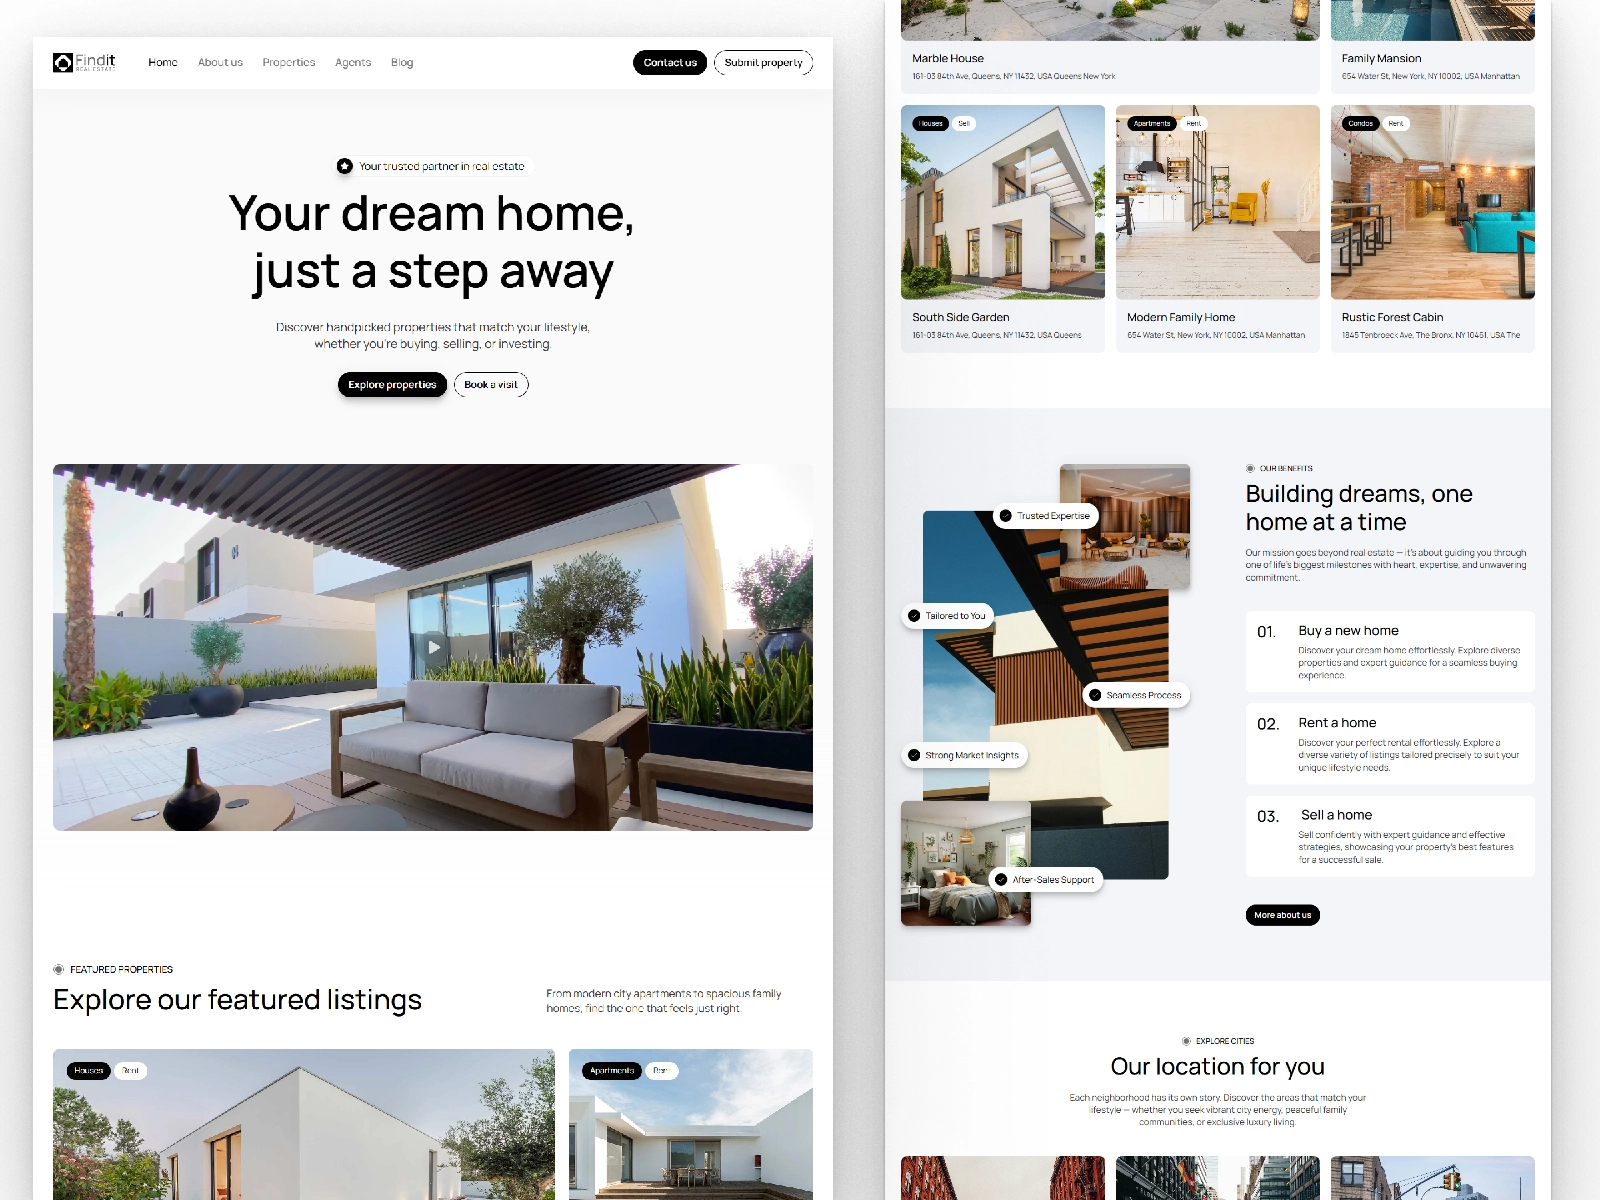 Findit
REAL ESTATE
Home
About us
Properties
Agents
Blog
Contact us
Submit property
Your trusted partner in real estate
Your dream home,
just a step away
Discover handpicked properties that match your lifestyle,
whether you're buying, selling, or investing.
Explore properties
Book a visit
FEATURED PROPERTIES
Explore our featured listings
From modern city apartments to spacious family
homes, find the one that feels just right.
Houses
Rent
Apartments
Rent
Marble House
161-03 84th Ave, Queens, NY 11432, USA Queens New York
Family Mansion
654 Water St, New York, NY 10002, USA Manhattan
Houses
Sell
Apartments
Rent
Condos
Rent
South Side Garden
161-03 84th Ave, Queens, NY 11432, USA Queens
Modern Family Home
654 Water St, New York, NY 10002, USA Manhattan
Rustic Forest Cabin
1845 Tenbroeck Ave, The Bronx, NY 10461, USA The
Trusted Expertise
Tailored to You
Seamless Process
Strong Market Insights
After-Sales Support
OUR BENEFITS
Building dreams, one
home at a time
Our mission goes beyond real estate — it's about guiding you through
one of life's biggest milestones with heart, expertise, and unwavering
commitment.
01.
Buy a new home
Discover your dream home effortlessly. Explore diverse
properties and expert guidance for a seamless buying
experience.
02.
Rent a home
Discover your perfect rental effortlessly. Explore a
diverse variety of listings tailored precisely to suit your
unique lifestyle needs.
03.
Sell a home
Sell confidently with expert guidance and effective
strategies, showcasing your property's best features
for a successful sale.
More about us
EXPLORE CITIES
Our location for you
Each neighborhood has its own story. Discover the areas that match your
lifestyle — whether you seek vibrant city energy, peaceful family
communities, or exclusive luxury living.